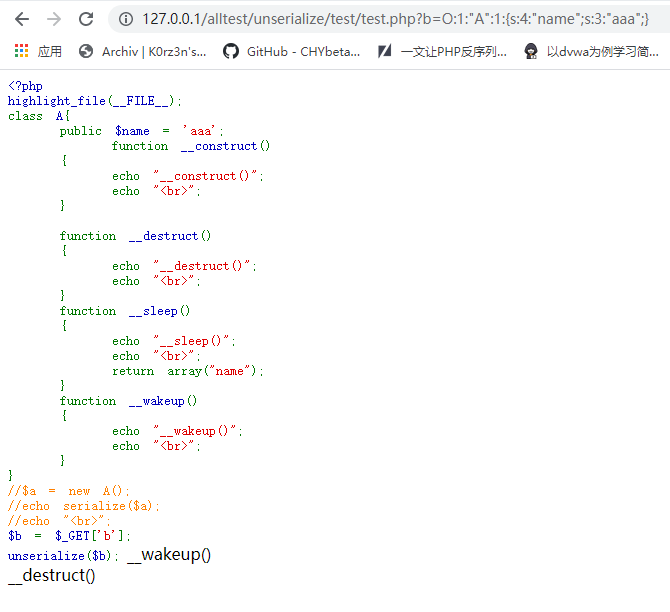 127.0.0.1/alltest/unserialize/test/test.php?b=O:1:"A":1:{s:4:"name";s:3:"aaa";}
应用 Archiv | K0rz3n's... GitHub - CHYbeta... 一文让PHP反序列... 以dvwa为例学习简...
<?php
highlight_file(__FILE__);
class A{
public $name = 'aaa';
function __construct()
{
echo "__construct()";
echo "<br>";
}
function __destruct()
{
echo "__destruct()";
echo "<br>";
}
function __sleep()
{
echo "__sleep()";
echo "<br>";
return array("name");
}
function __wakeup()
{
echo "__wakeup()";
echo "<br>";
}
}
//$a = new A();
//echo serialize($a);
//echo "<br>";
$b = $_GET['b'];
unserialize($b); __wakeup()
__destruct()